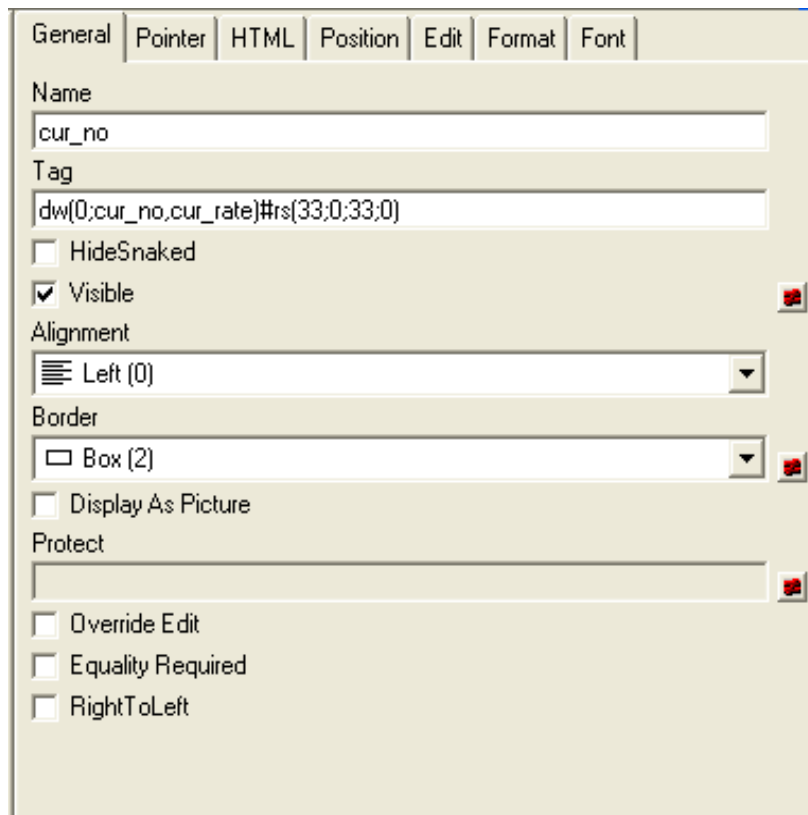 General Pointer HTML Position Edit Format Font
Name
cur_no
Tag
dw(0;cur_no,cur_rate)#rs(33;0;33;0)
HideSnaked
Visible
Alignment
Left (0)
Border
Box (2)
Display As Picture
Protect
Override Edit
Equality Required
RightToLeft